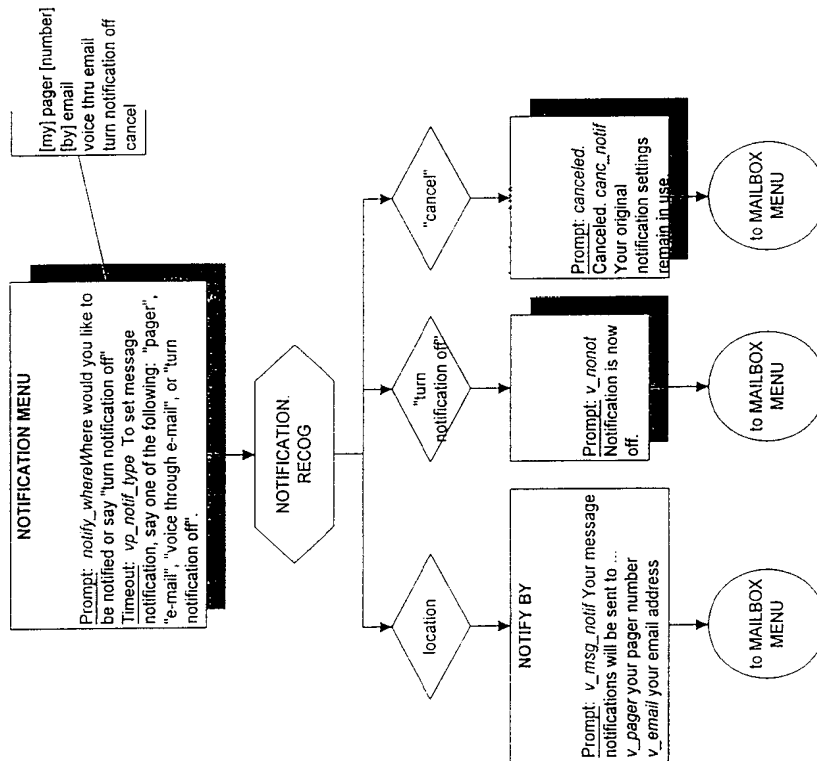 [my] pager [number]
[by] email
voice thru email
turn notification off
cancel
NOTIFICATION MENU
Prompt: notify_whereWhere would you like to
be notified or say "turn notification off"
Timeout: vp_notif_type To set message
notification, say one of the following: "pager",
"e-mail", "voice through e-mail", or "turn
notification off".
NOTIFICATION.
RECOG
location
"turn
notification off"
"cancel"
NOTIFY BY
Prompt: v_msg_notif Your message
notifications will be sent to ...
v_pager your pager number
v_email your email address
Prompt: v_nonot
Notification is now
off.
Prompt: canceled.
Canceled. canc_notif
Your original
notification settings
remain in use.
to MAILBOX
MENU
to MAILBOX
MENU
to MAILBOX
MENU